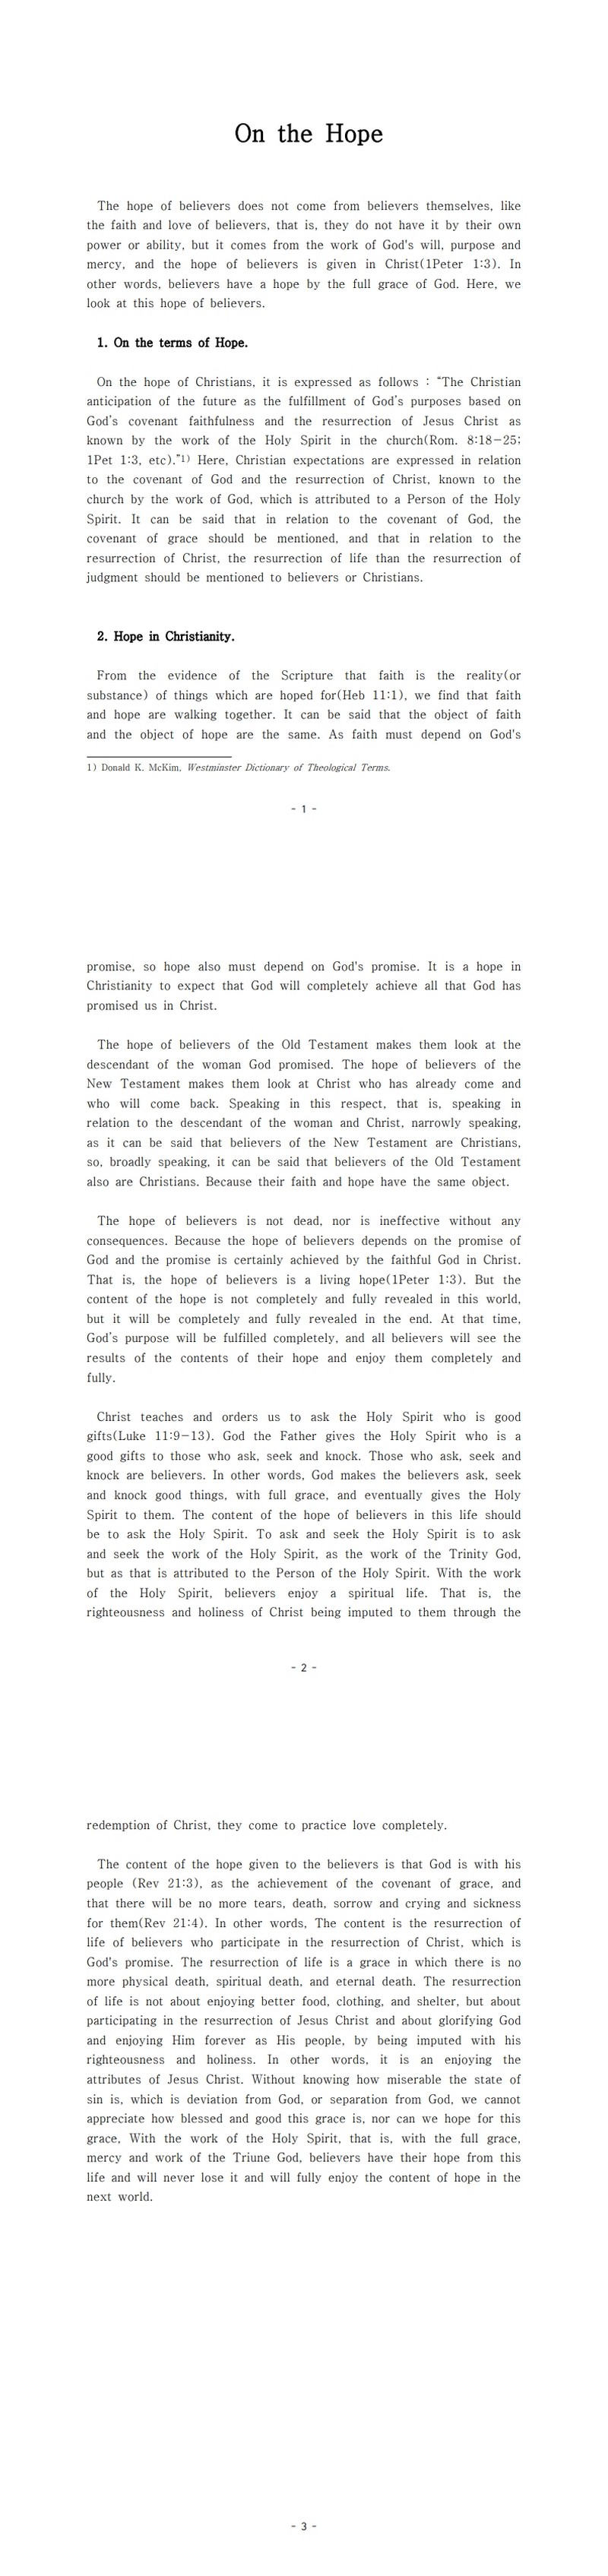 On the Hope
The hope of believers does not come from believers themselves, like
the faith and love of believers, that is, they do not have it by their own
power or ability, but it comes from the work of God's will, purpose and
mercy, and the hope of believers is given in Christ(1Peter 1:3). In
other words, believers have a hope by the full grace of God. Here, we
look at this hope of believers.
1. On the terms of Hope.
On the hope of Christians, it is expressed as follows : “The Christian
anticipation of the future as the fulfillment of God's purposes based on
God's covenant faithfulness and the resurrection of Jesus Christ as
known by the work of the Holy Spirit in the church(Rom. 8:18-25;
1Pet 1:3, etc).”1) Here, Christian expectations are expressed in relation
to the covenant of God and the resurrection of Christ, known to the
church by the work of God, which is attributed to a Person of the Holy
Spirit. It can be said that in relation to the covenant of God, the
covenant of grace should be mentioned, and that in relation to the
resurrection of Christ, the resurrection of life than the resurrection of
judgment should be mentioned to believers or Christians.
2. Hope in Christianity.
From the evidence of the Scripture that faith is the reality(or
substance) of things which are hoped for(Heb 11:1), we find that faith
and hope are walking together. It can be said that the object of faith
and the object of hope are the same. As faith must depend on God's
1) Donald K. McKim, Westminster Dictionary of Theological Terms.
- 1 -
promise, so hope also must depend on God's promise. It is a hope in
Christianity to expect that God will completely achieve all that God has
promised us in Christ.
The hope of believers of the Old Testament makes them look at the
descendant of the woman God promised. The hope of believers of the
New Testament makes them look at Christ who has already come and
who will come back. Speaking in this respect, that is, speaking in
relation to the descendant of the woman and Christ, narrowly speaking,
as it can be said that believers of the New Testament are Christians,
so, broadly speaking, it can be said that believers of the Old Testament
also are Christians. Because their faith and hope have the same object.
The hope of believers is not dead, nor is ineffective without any
consequences. Because the hope of believers depends on the promise of
God and the promise is certainly achieved by the faithful God in Christ.
That is, the hope of believers is a living hope(1Peter 1:3). But the
content of the hope is not completely and fully revealed in this world,
but it will be completely and fully revealed in the end. At that time,
God's purpose will be fulfilled completely, and all believers will see the
results of the contents of their hope and enjoy them completely and
fully.
Christ teaches and orders us to ask the Holy Spirit who is good
gifts(Luke 11:9-13). God the Father gives the Holy Spirit who is a
good gifts to those who ask, seek and knock. Those who ask, seek and
knock are believers. In other words, God makes the believers ask, seek
and knock good things, with full grace, and eventually gives the Holy
Spirit to them. The content of the hope of believers in this life should
be to ask the Holy Spirit. To ask and seek the Holy Spirit is to ask
and seek the work of the Holy Spirit, as the work of the Trinity God,
but as that is attributed to the Person of the Holy Spirit. With the work
of the Holy Spirit, believers enjoy a spiritual life. That is, the
righteousness and holiness of Christ being imputed to them through the
- 2 -
redemption of Christ, they come to practice love completely.
The content of the hope given to the believers is that God is with his
people (Rev 21:3), as the achievement of the covenant of grace, and
that there will be no more tears, death, sorrow and crying and sickness
for them(Rev 21:4). In other words, The content is the resurrection of
life of believers who participate in the resurrection of Christ, which is
God's promise. The resurrection of life is a grace in which there is no
more physical death, spiritual death, and eternal death. The resurrection
of life is not about enjoying better food, clothing, and shelter, but about
participating in the resurrection of Jesus Christ and about glorifying God
and enjoying Him forever as His people, by being imputed with his
righteousness and holiness. In other words, it is an enjoying the
attributes of Jesus Christ. Without knowing how miserable the state of
sin is, which is deviation from God, or separation from God, we cannot
appreciate how blessed and good this grace is, nor can we hope for this
grace, With the work of the Holy Spirit, that is, with the full grace,
mercy and work of the Triune God, believers have their hope from this
life and will never lose it and will fully enjoy the content of hope in the
next world.
- 3 -